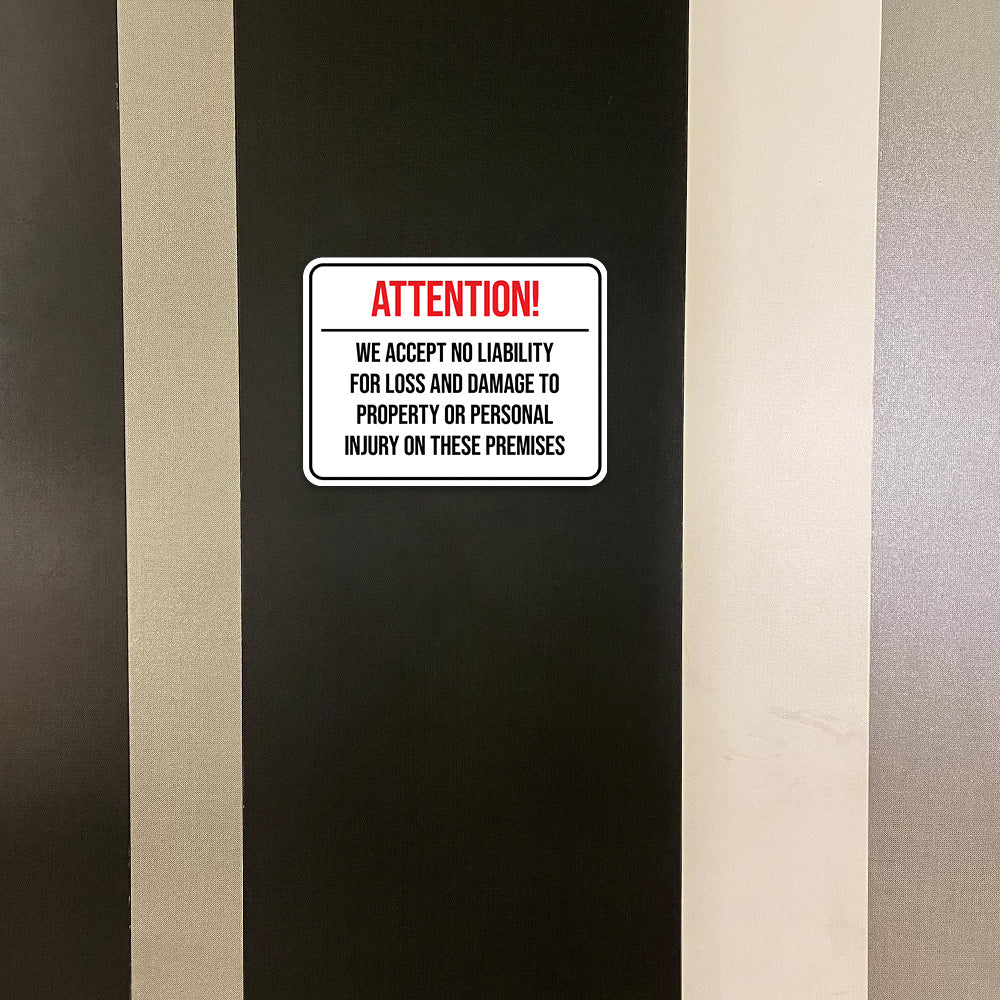 ATTENTION!
WE ACCEPT NO LIABILITY
FOR LOSS AND DAMAGE TO
PROPERTY OR PERSONAL
INJURY ON THESE PREMISES